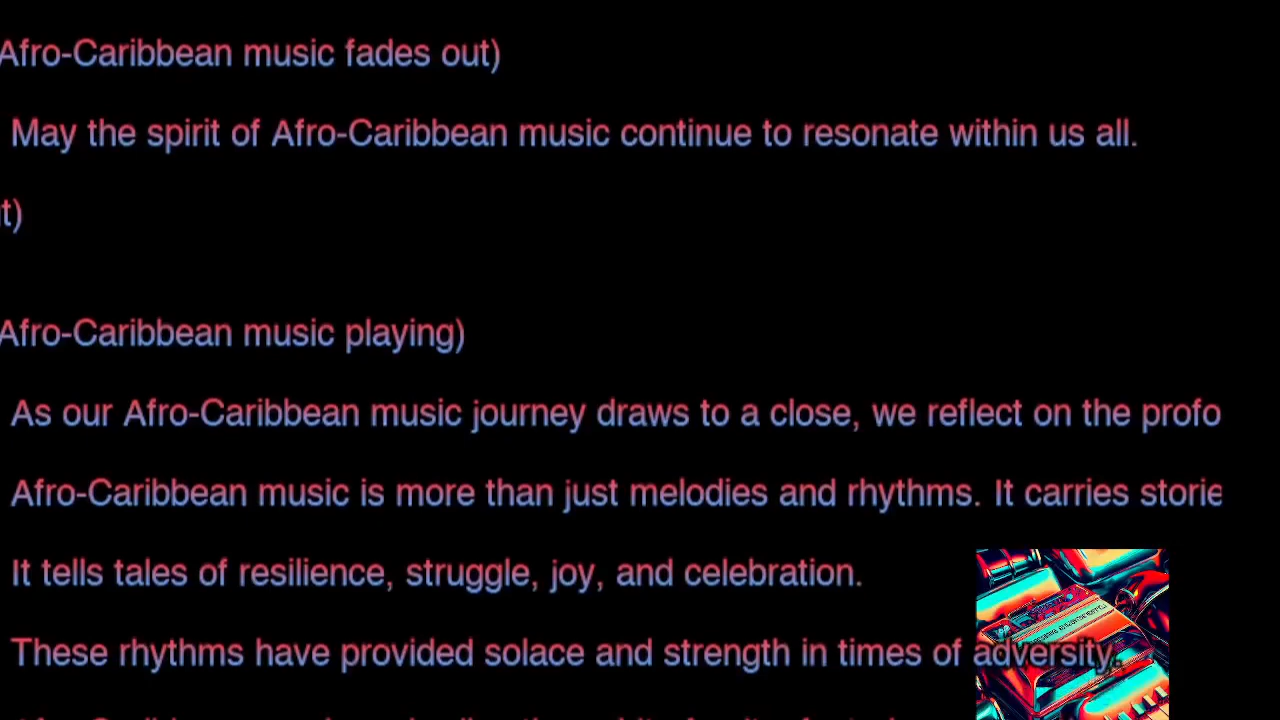 Afro-Caribbean music fades out)
May the spirit of Afro-Caribbean music continue to resonate within us all.
t)
Afro-Caribbean music playing)
As our Afro-Caribbean music journey draws to a close, we reflect on the profo
Afro-Caribbean music is more than just melodies and rhythms. It carries storie
It tells tales of resilience, struggle, joy, and celebration.
These rhythms have provided solace and strength in times of adversity.